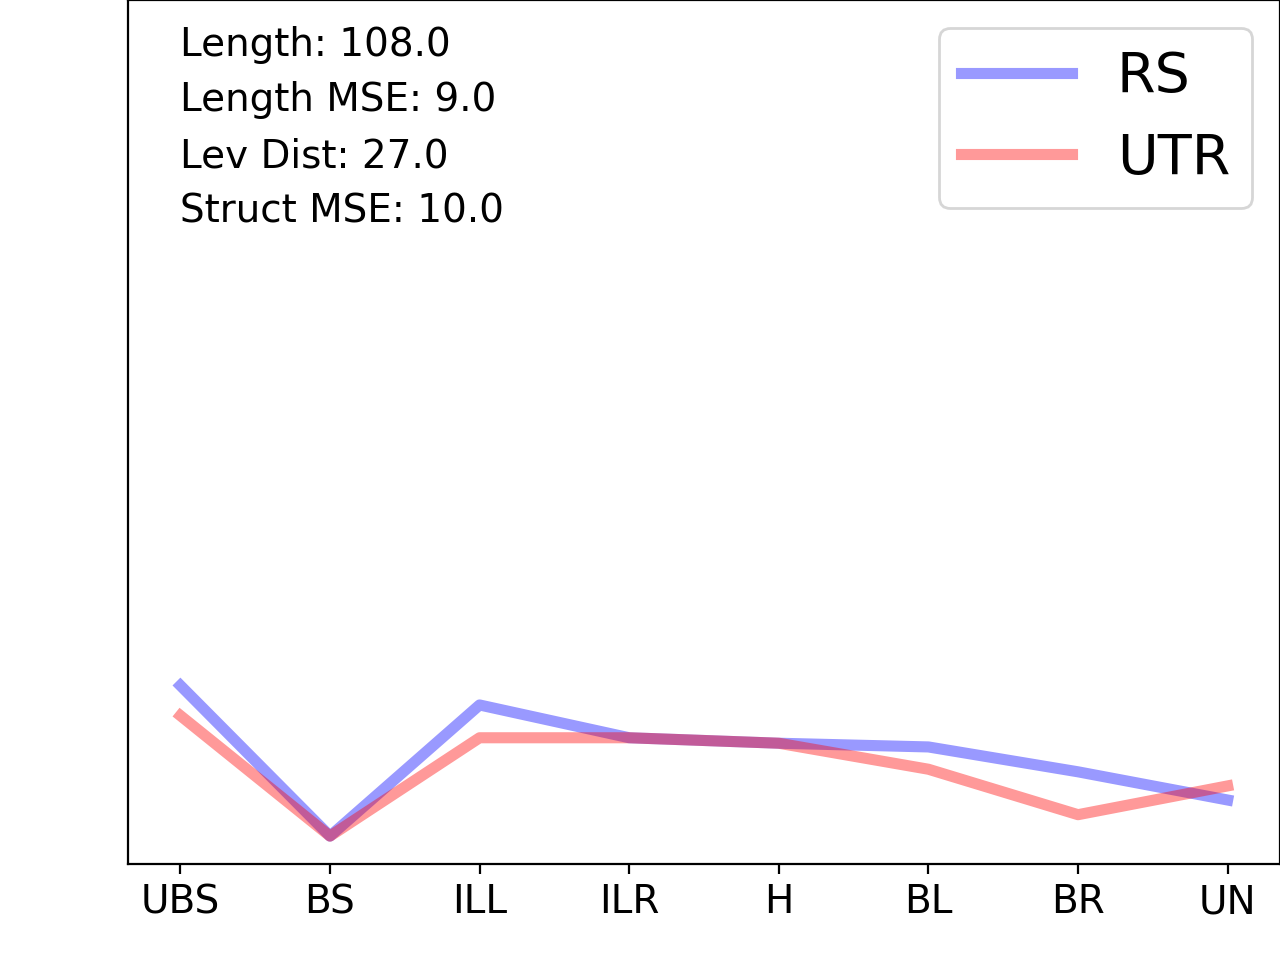 Length: 108.0
Length MSE: 9.0
Lev Dist: 27.0
Struct MSE: 10.0
RS
UTR
UBS BS ILL ILR H BL BR UN